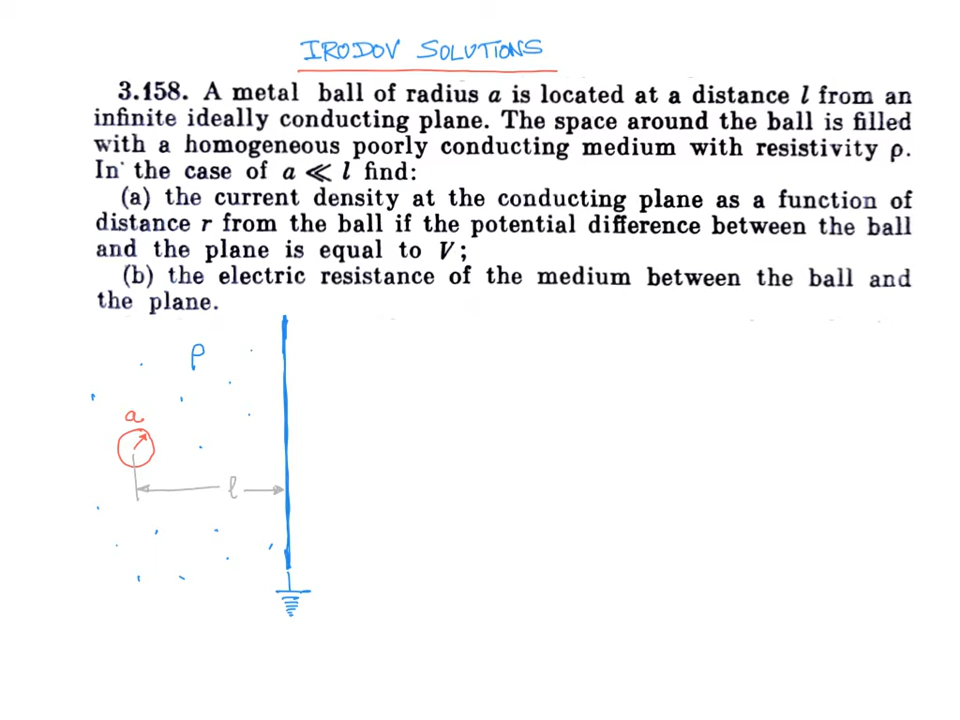 IRODOV SOLUTIONS
3.158. A metal ball of radius a is located at a distance l from an
infinite ideally conducting plane. The space around the ball is filled
with a homogeneous poorly conducting medium with resistivity ρ.
In the case of a ≪ l find:
(a) the current density at the conducting plane as a function of
distance r from the ball if the potential difference between the ball
and the plane is equal to V;
(b) the electric resistance of the medium between the ball and
the plane.
ρ
a
l